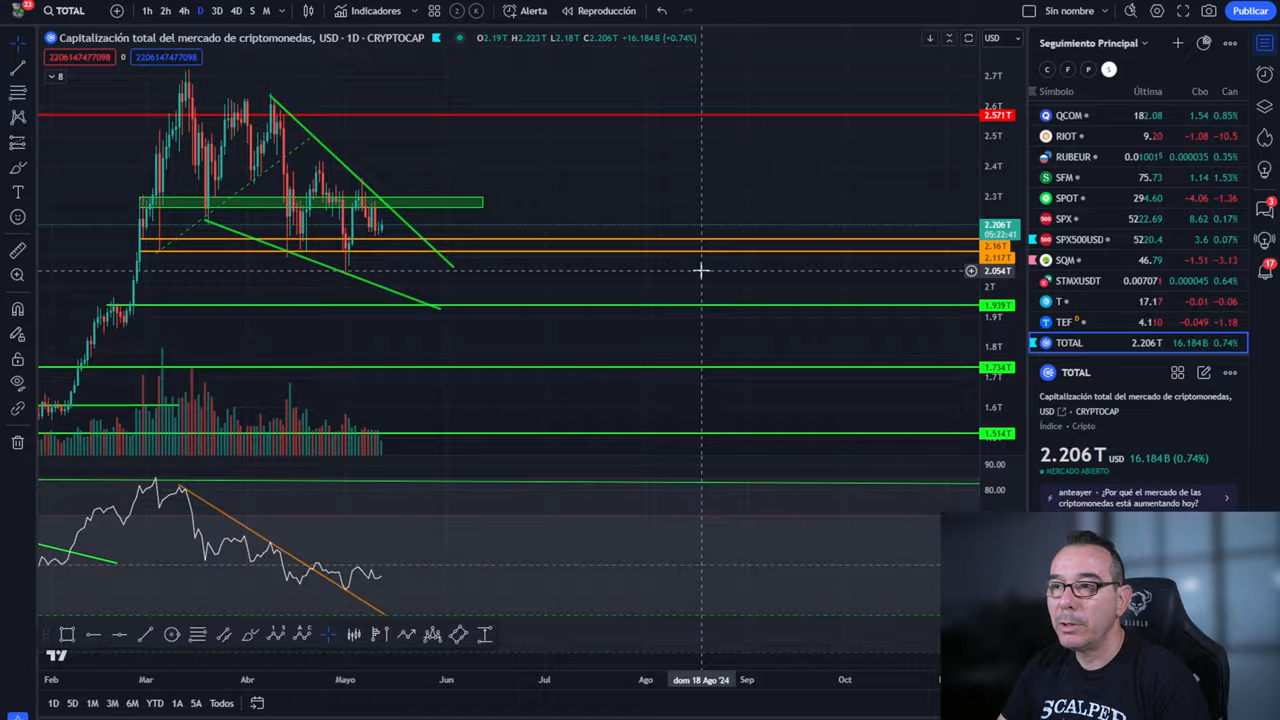 23
TOTAL
1h 2h 4h D 3D 4D S M
Indicadores
2 K
Alerta
Reproducción
Sin nombre
Publicar
Capitalización total del mercado de criptomonedas, USD · 1D · CRYPTOCAP
O2.19T H2.223T L2.18T C2.206T +16.184B (+0.74%)
USD
2206147477098 0 2206147477098
8
2.7T
2.6T
2.571T
2.5T
2.4T
2.3T
2.206T
05:22:41
2.16T
2.117T
2.054T
2T
1.939T
1.9T
1.8T
1.734T
1.7T
1.6T
1.514T
90.00
80.00
Feb Mar Abr Mayo Jun Jul Ago dom 18 Ago '24 Sep Oct
1D 5D 1M 3M 6M YTD 1A 5A Todos
Seguimiento Principal
C F P S
Símbolo Última Cbo Can
QCOM 182.08 1.54 0.85%
RIOT 9.20 -1.08 -10.5
RUBEUR 0.01001⁵ 0.000035 0.35%
SFM 75.73 1.14 1.53%
SPOT 294.60 -4.06 -1.36
SPX 5222.69 8.62 0.17%
SPX500USD 5220.4 3.6 0.07%
SQM 46.79 -1.51 -3.13
STMXUSDT 0.00707 0.000045 0.64%
T 17.17 -0.01 -0.06
TEF D 4.110 -0.049 -1.18
TOTAL 2.206T 16.184B 0.74%
3
17
TOTAL
Capitalización total del mercado de criptomonedas,
USD · CRYPTOCAP
Índice · Cripto
2.206T USD 16.184B (0.74%)
MERCADO ABIERTO
anteayer · ¿Por qué el mercado de las
criptomonedas está aumentando hoy?
DIABLO
SCALPED